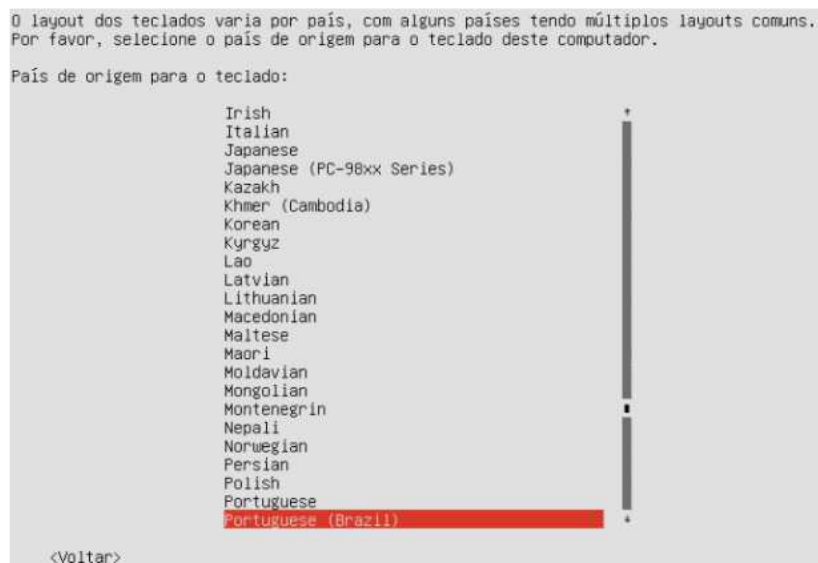 O layout dos teclados varia por país, com alguns países tendo múltiplos layouts comuns.
Por favor, selecione o país de origem para o teclado deste computador.
País de origem para o teclado:
Irish
Italian
Japanese
Japanese (PC-98xx Series)
Kazakh
Khmer (Cambodia)
Korean
Kyrgyz
Lao
Latvian
Lithuanian
Macedonian
Maltese
Maori
Moldavian
Mongolian
Montenegrin
Nepali
Norwegian
Persian
Polish
Portuguese
Portuguese (Brazil)
<Voltar>